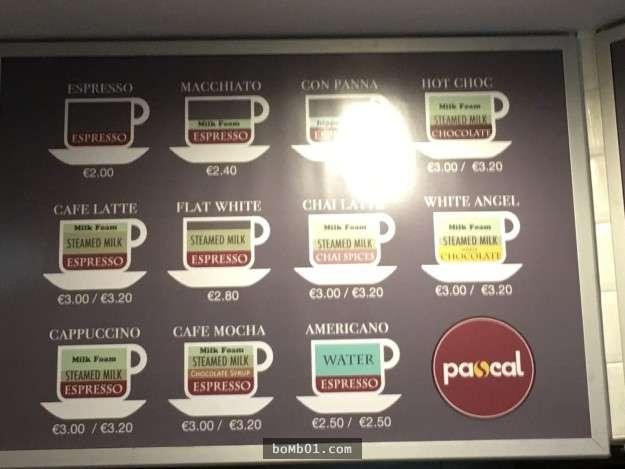 ESPRESSO
ESPRESSO
€2.00
MACCHIATO
Milk Foam
ESPRESSO
€2.40
CON PANNA
HOT CHOC
Milk Foam
STEAMED MILK
CHOCOLATE
€3.00 / €3.20
CAFE LATTE
Milk Foam
STEAMED MILK
ESPRESSO
€3.00 / €3.20
FLAT WHITE
STEAMED MILK
ESPRESSO
€2.80
CHAI LATTE
Milk Foam
STEAMED MILK
CHAI SPICES
€3.00 / €3.20
WHITE ANGEL
Milk Foam
STEAMED MILK
CHOCOLATE
€3.00 / €3.20
CAPPUCCINO
Milk Foam
STEAMED MILK
ESPRESSO
€3.00 / €3.20
CAFE MOCHA
Milk Foam
STEAMED MILK
CHOCOLATE SYRUP
ESPRESSO
€3.00 / €3.20
AMERICANO
WATER
ESPRESSO
€2.50 / €2.50
pascal
boMb01.com